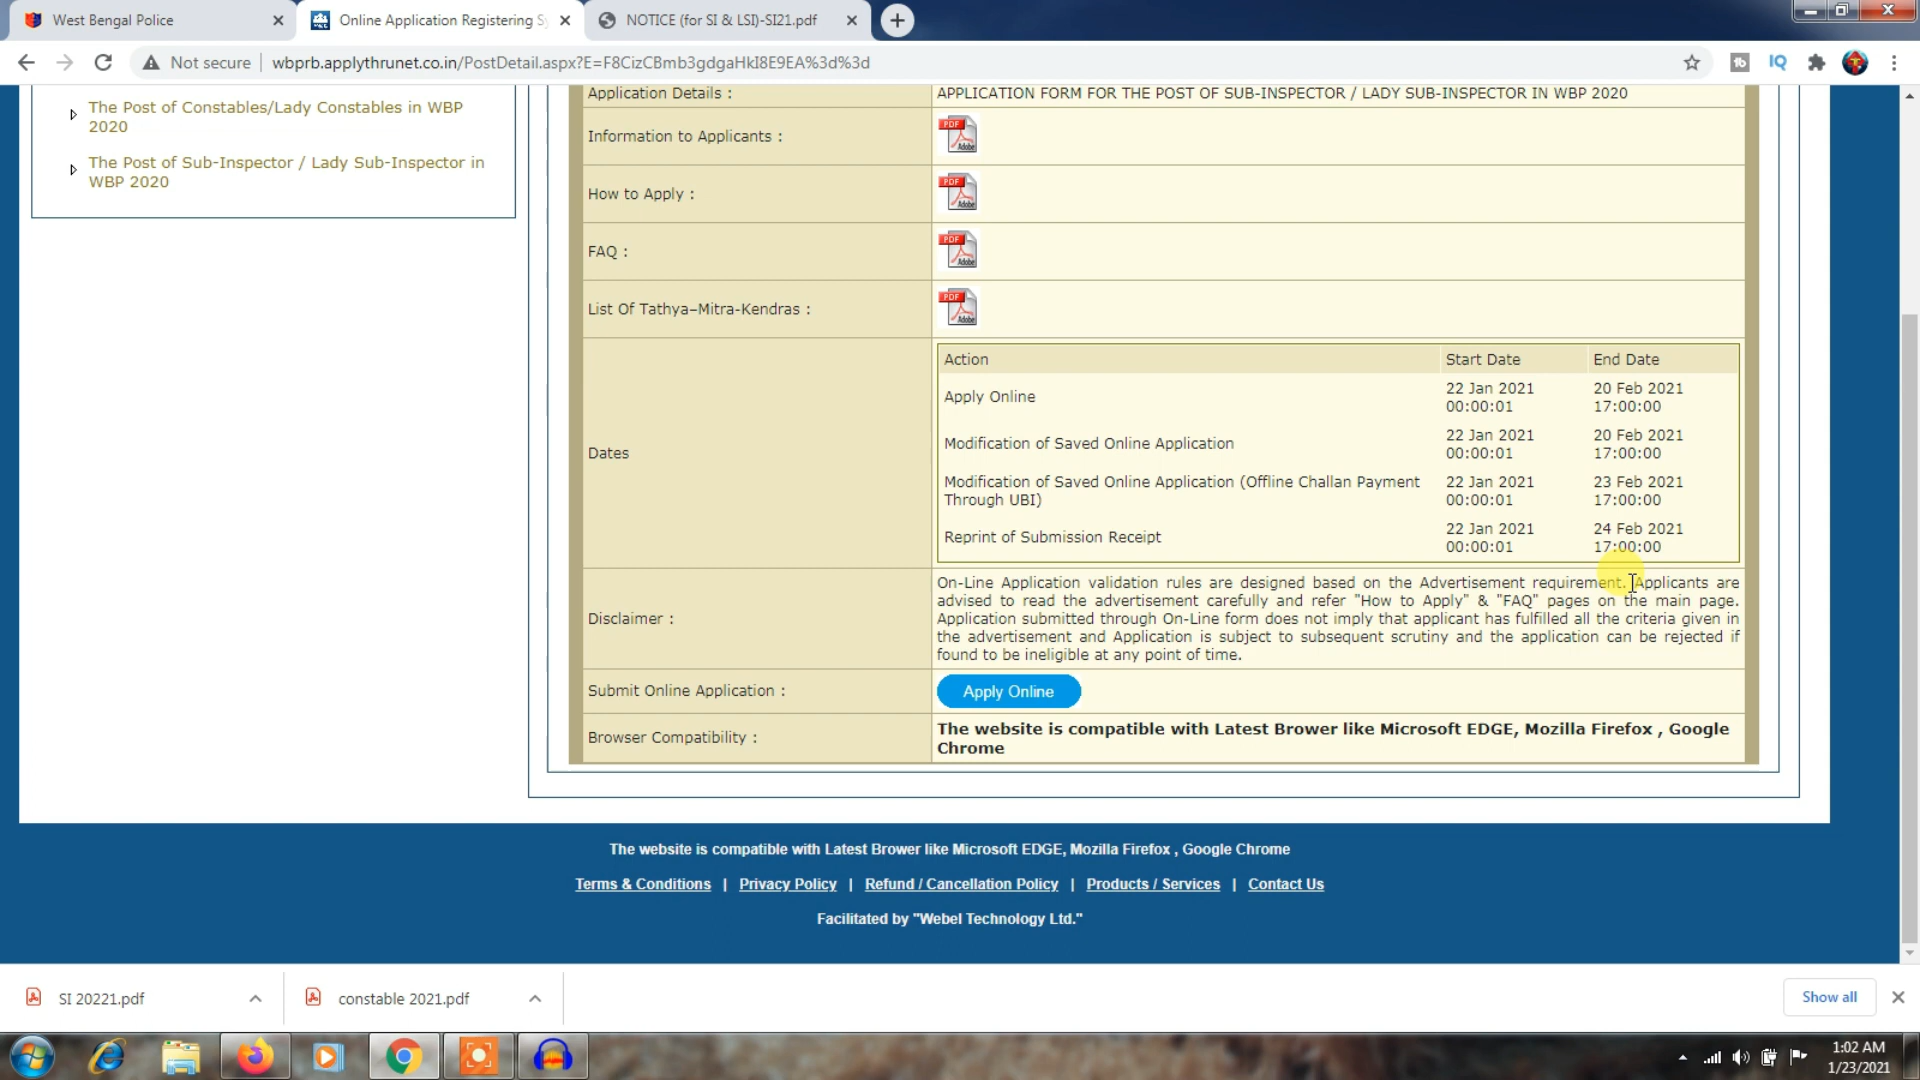 West Bengal Police
Online Application Registering Sy
NOTICE (for SI & LSI)-SI21.pdf
Not secure
wbprb.applythrunet.co.in/PostDetail.aspx?E=F8CizCBmb3gdgaHkI8E9EA%3d%3d
IQ
The Post of Constables/Lady Constables in WBP
2020
The Post of Sub-Inspector / Lady Sub-Inspector in
WBP 2020
Application Details :
APPLICATION FORM FOR THE POST OF SUB-INSPECTOR / LADY SUB-INSPECTOR IN WBP 2020
Information to Applicants :
PDF
Adobe
How to Apply :
PDF
Adobe
FAQ :
PDF
Adobe
List Of Tathya–Mitra-Kendras :
PDF
Adobe
Dates
Action Start Date End Date
Apply Online 22 Jan 2021 20 Feb 2021
00:00:01 17:00:00
Modification of Saved Online Application 22 Jan 2021 20 Feb 2021
00:00:01 17:00:00
Modification of Saved Online Application (Offline Challan Payment 22 Jan 2021 23 Feb 2021
Through UBI) 00:00:01 17:00:00
Reprint of Submission Receipt 22 Jan 2021 24 Feb 2021
00:00:01 17:00:00
Disclaimer :
On-Line Application validation rules are designed based on the Advertisement requirement. Applicants are
advised to read the advertisement carefully and refer "How to Apply" & "FAQ" pages on the main page.
Application submitted through On-Line form does not imply that applicant has fulfilled all the criteria given in
the advertisement and Application is subject to subsequent scrutiny and the application can be rejected if
found to be ineligible at any point of time.
Submit Online Application :
Apply Online
Browser Compatibility :
The website is compatible with Latest Brower like Microsoft EDGE, Mozilla Firefox , Google
Chrome
The website is compatible with Latest Brower like Microsoft EDGE, Mozilla Firefox , Google Chrome
Terms & Conditions | Privacy Policy | Refund / Cancellation Policy | Products / Services | Contact Us
Facilitated by "Webel Technology Ltd."
SI 20221.pdf
constable 2021.pdf
Show all
1:02 AM
1/23/2021